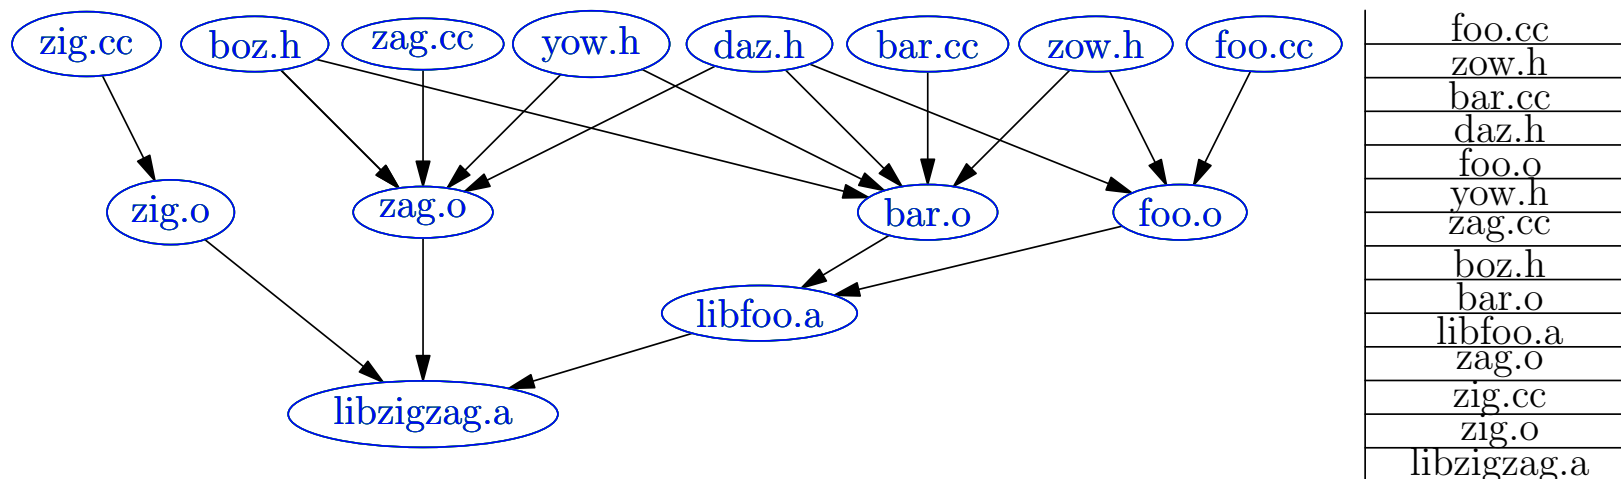 zig.cc boz.h zag.cc yow.h daz.h bar.cc zow.h foo.cc
zig.o zag.o bar.o foo.o
libfoo.a
libzigzag.a
foo.cc
zow.h
bar.cc
daz.h
foo.o
yow.h
zag.cc
boz.h
bar.o
libfoo.a
zag.o
zig.cc
zig.o
libzigzag.a